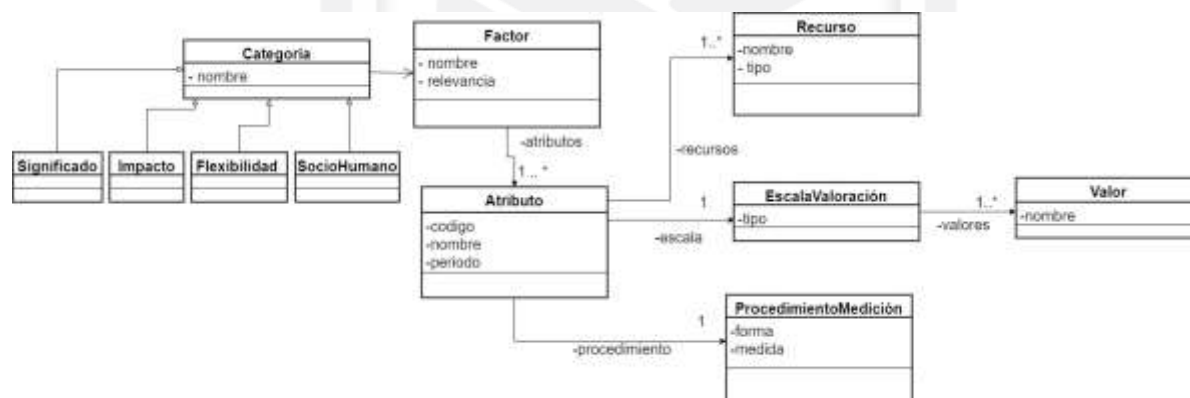 Categoría
- nombre
Significado
Impacto
Flexibilidad
SocioHumano
Factor
- nombre
- relevancia
-atributos
1.. *
Atributo
-codigo
-nombre
-periodo
-recursos
1..*
Recurso
-nombre
- tipo
-escala
1
EscalaValoración
-tipo
-valores
1..*
Valor
-nombre
-procedimiento
1
ProcedimientoMedición
-forma
-medida